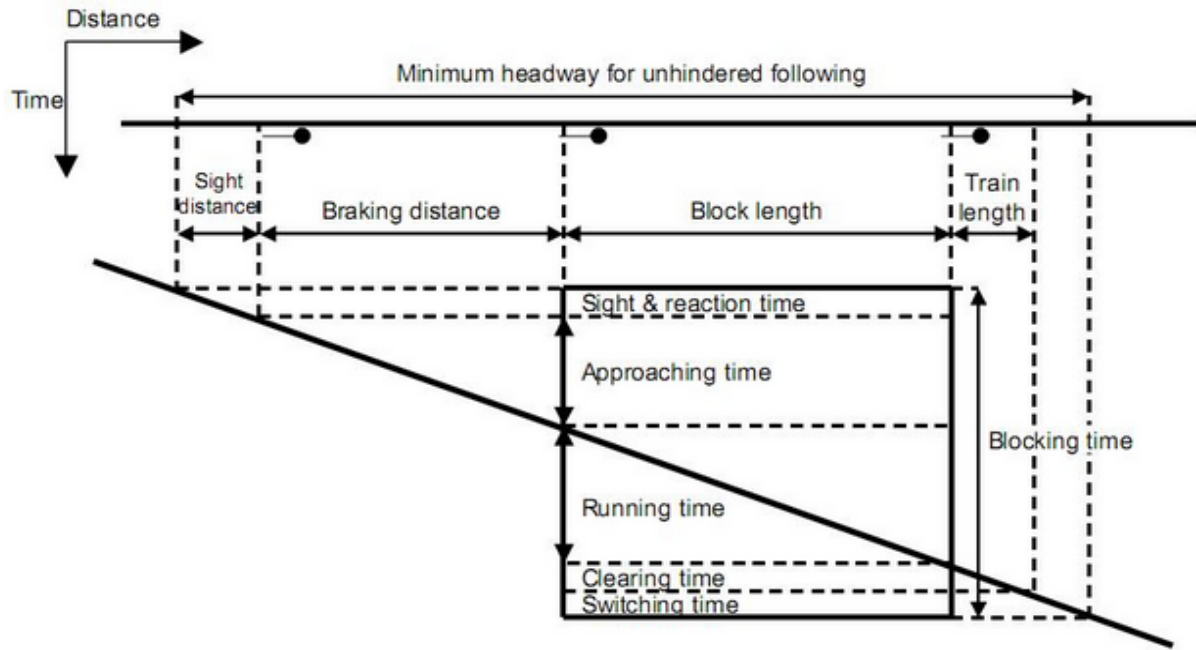 Distance
Minimum headway for unhindered following
Time
Sight
distance
Braking distance
Block length
Train
length
Sight & reaction time
Approaching time
Blocking time
Running time
Clearing time
Switching time